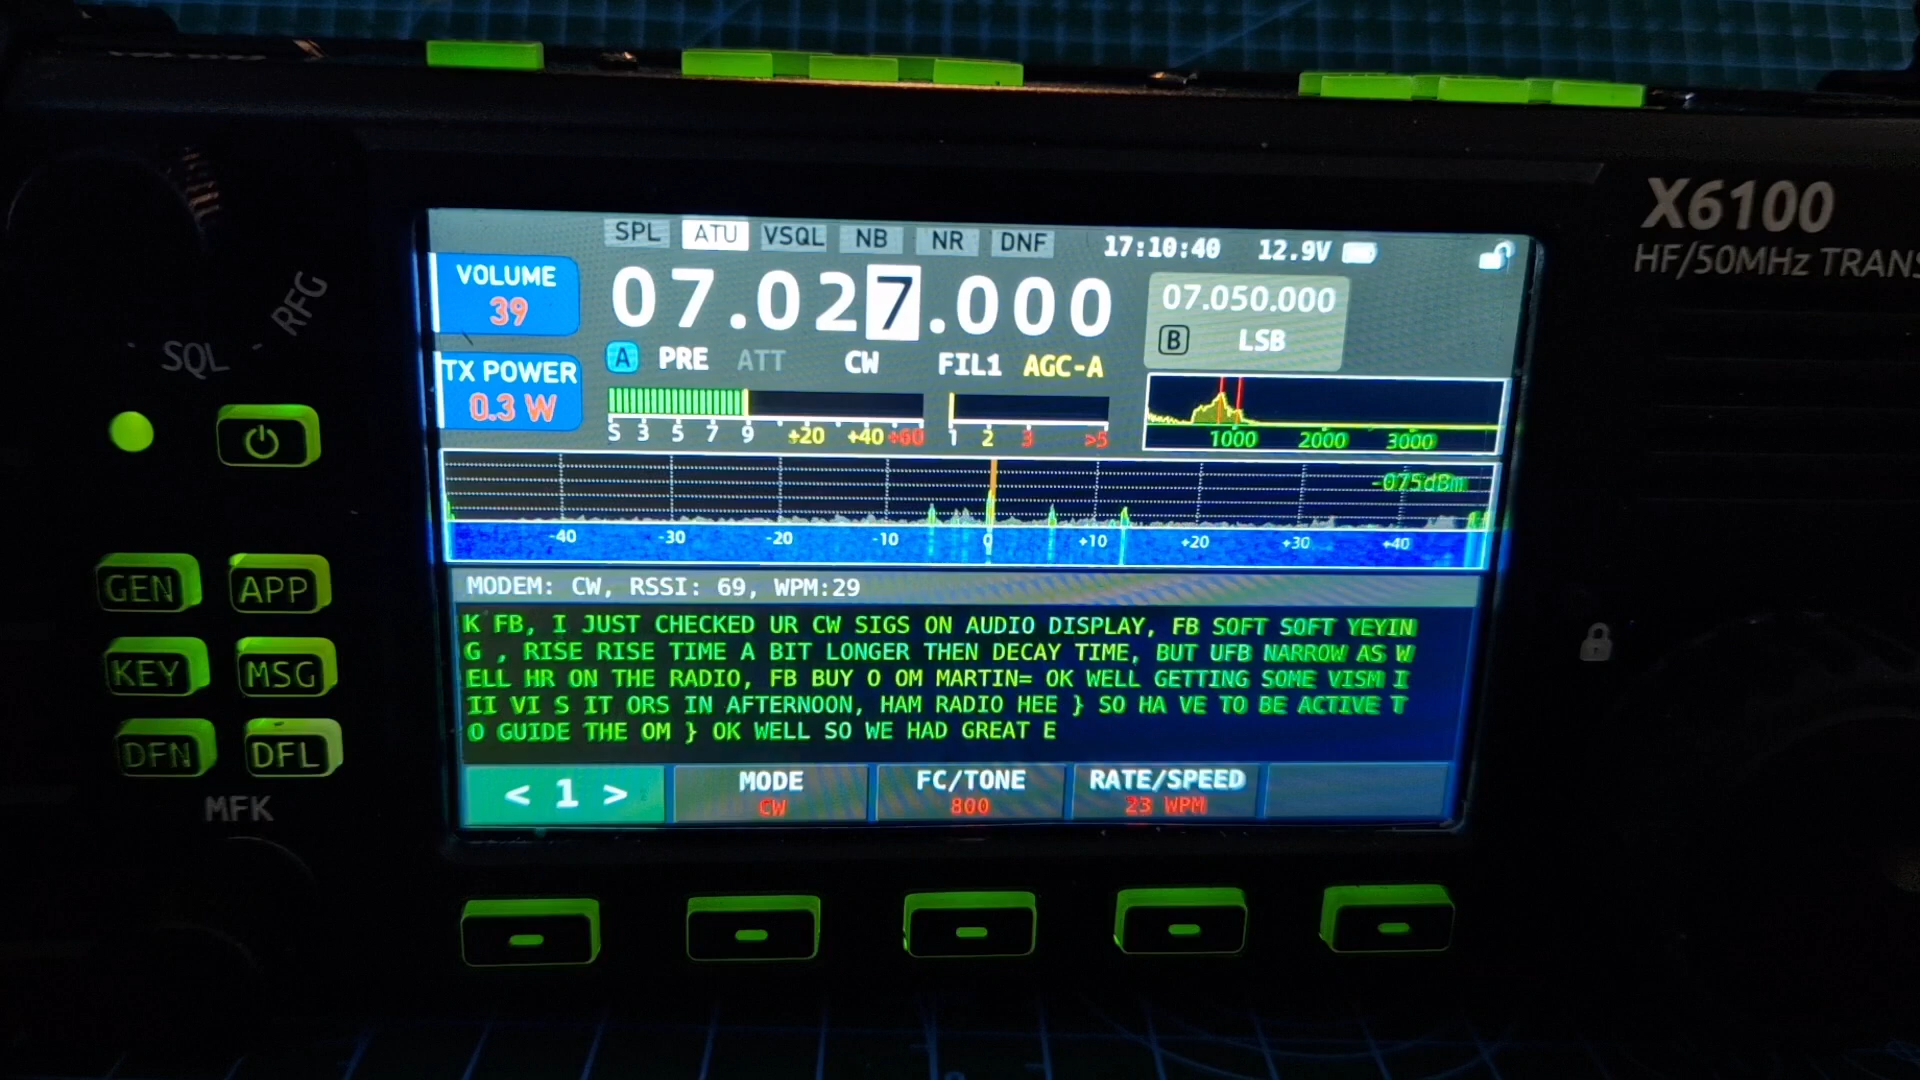 X6100
HF/50MHz TRANS
SPL ATU VSQL NB NR DNF 17:10:40 12.9V
VOLUME
39
07.027.000
07.050.000
B LSB
TX POWER
0.3 W
A PRE ATT CW FIL1 AGC-A
S 3 5 7 9 +20 +40 +60
1 2 3 >5
1000 2000 3000
-075dBm
-40 -30 -20 -10 0 +10 +20 +30 +40
MODEM: CW, RSSI: 69, WPM:29
K FB, I JUST CHECKED UR CW SIGS ON AUDIO DISPLAY, FB SOFT SOFT YEYIN
G , RISE RISE TIME A BIT LONGER THEN DECAY TIME, BUT UFB NARROW AS W
ELL HR ON THE RADIO, FB BUY O OM MARTIN= OK WELL GETTING SOME VISM I
II VI S IT ORS IN AFTERNOON, HAM RADIO HEE } SO HA VE TO BE ACTIVE T
O GUIDE THE OM } OK WELL SO WE HAD GREAT E
< 1 >
MODE
CW
FC/TONE
800
RATE/SPEED
23 WPM
SQL
RFG
GEN APP
KEY MSG
DFN DFL
MFK